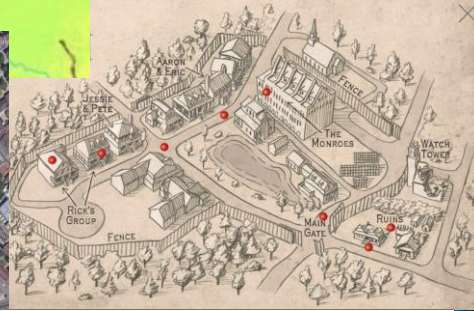 AARON
& ERIC
JESSIE
& PETE
FENCE
THE
MONROES
WATCH
TOWER
RICK'S
GROUP
FENCE
MAIN
GATE
RUINS